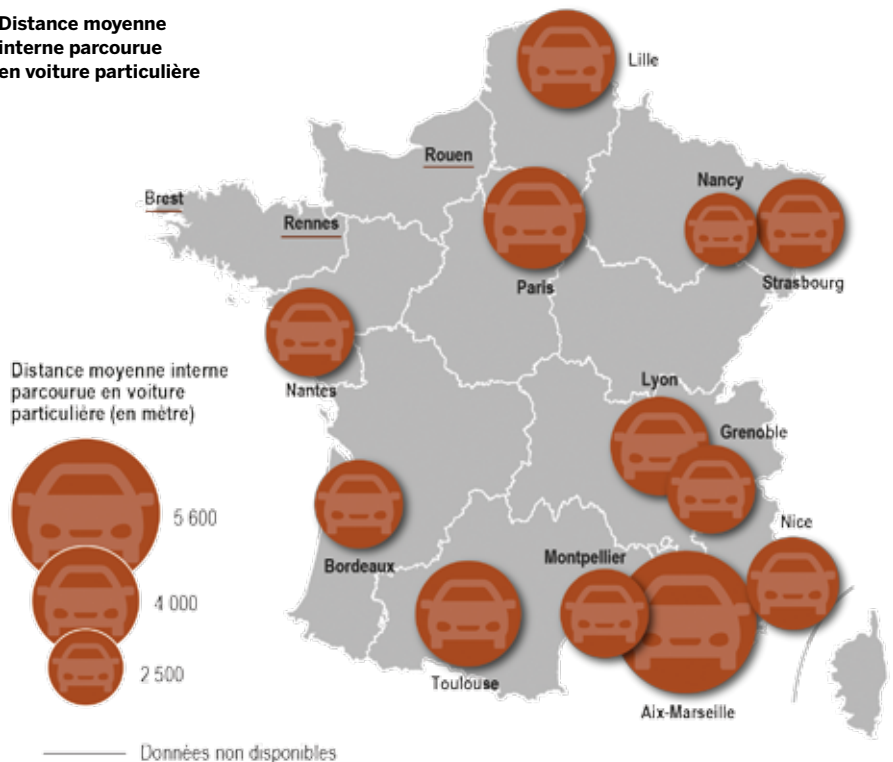 Distance moyenne
interne parcourue
en voiture particulière
Lille
Rouen
Nancy
Brest
Rennes
Paris
Strasbourg
Nantes
Distance moyenne interne
parcourue en voiture
particulière (en mètre)
Lyon
Grenoble
5 600
Nice
Bordeaux
Montpellier
4 000
2 500
Toulouse
Aix-Marseille
Données non disponibles